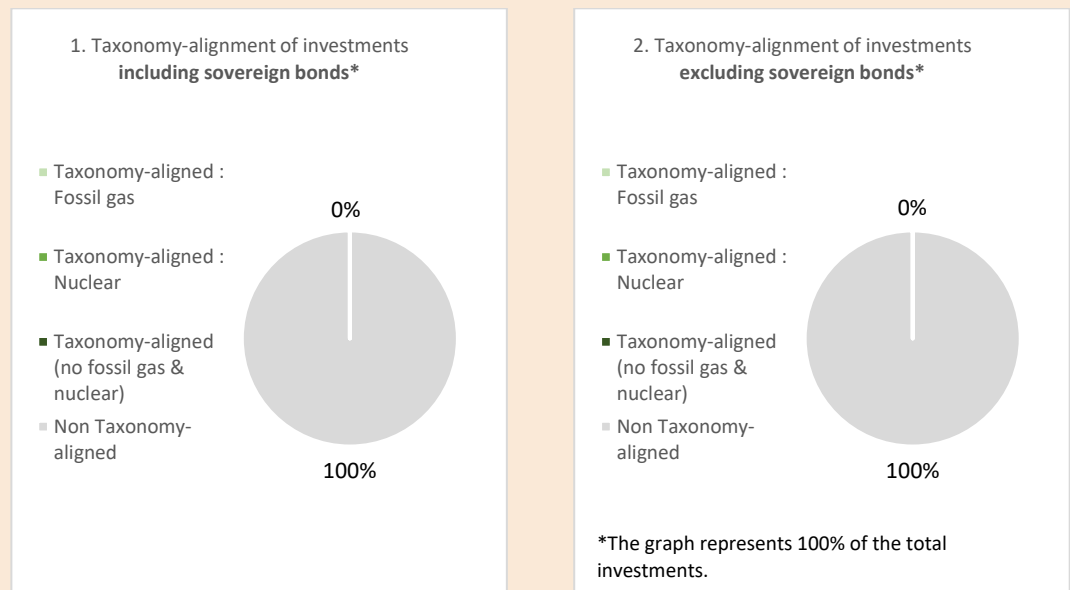 1. Taxonomy-alignment of investments
including sovereign bonds*
Taxonomy-aligned :
Fossil gas
Taxonomy-aligned :
Nuclear
Taxonomy-aligned
(no fossil gas &
nuclear)
Non Taxonomy-
aligned
0%
100%
2. Taxonomy-alignment of investments
excluding sovereign bonds*
Taxonomy-aligned :
Fossil gas
Taxonomy-aligned :
Nuclear
Taxonomy-aligned
(no fossil gas &
nuclear)
Non Taxonomy-
aligned
0%
100%
*The graph represents 100% of the total
investments.